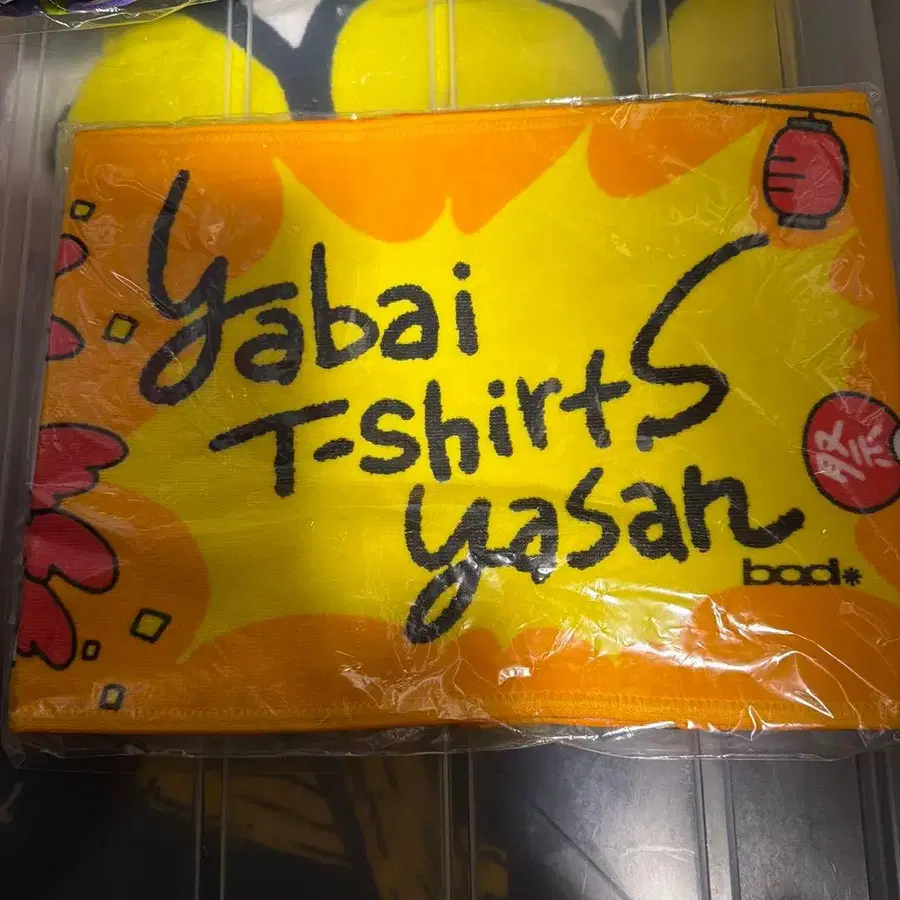 yabai
T-shirts
yasan
bad*
祭